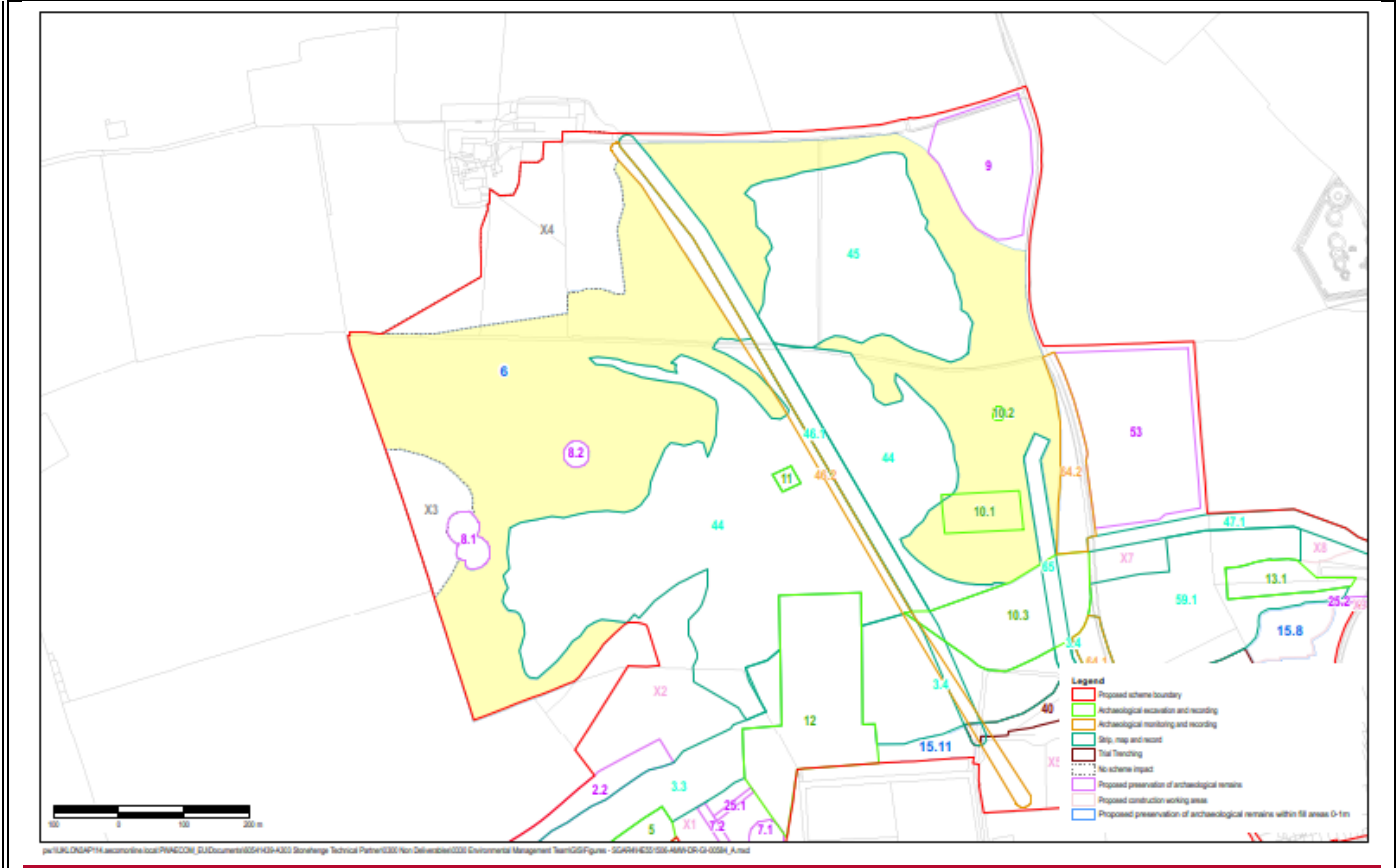 9
X4
45
6
10.2
53
8.2
46.1
44
46.2
64.2
11
X3
10.1
47.1
44
8.1
X7
X8
65
13.1
59.1
25.2
10.3
15.8
3.4
64.1
3.4
X2
40
12
15.11
2.2
3.3
25.1
5
X1
7.2
7.1
Legend
Proposed scheme boundary
Archaeological excavation and recording
Archaeological monitoring and recording
Strip, map and record
Trial Trenching
No scheme impact
Proposed preservation of archaeological remains
Proposed construction working areas
Proposed preservation of archaeological remains within fill areas 0-1m
100 0 100 200 m